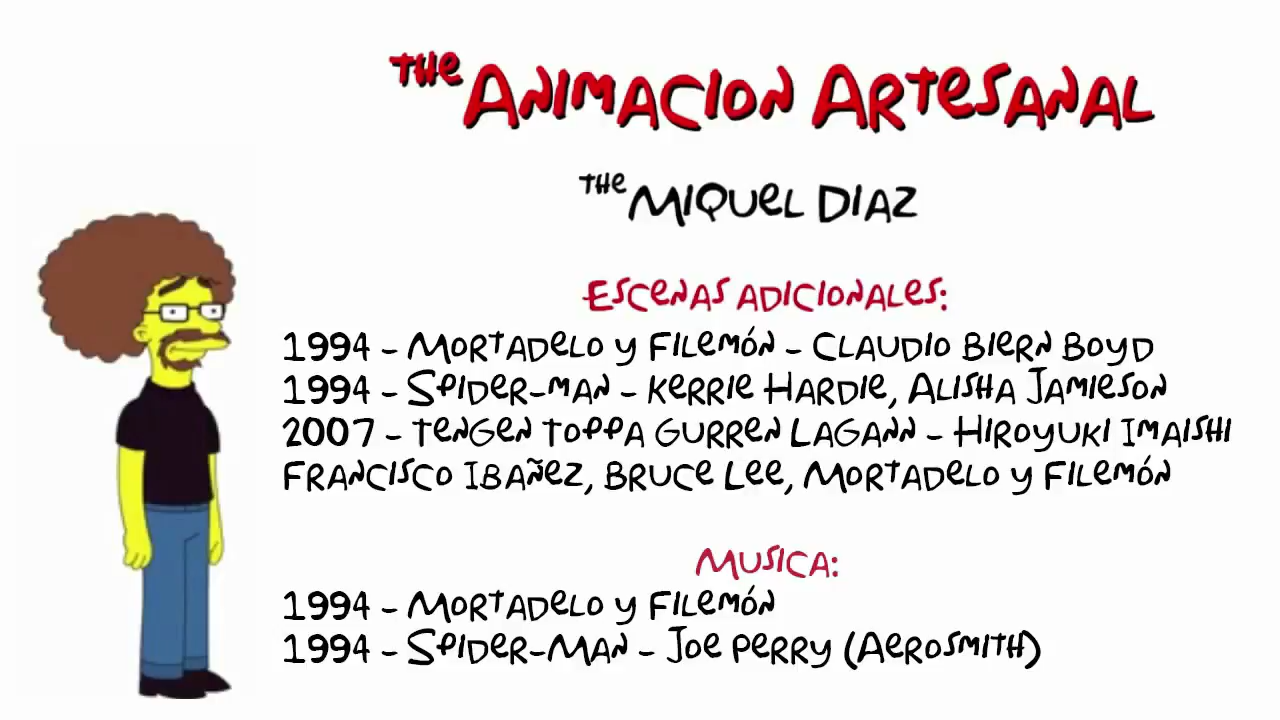 THE ANIMACION ARTESANAL
THE MIQUEL DIAZ
ESCENAS ADICIONALES:
1994 - MORTADELO Y FILEMÓN - CLAUDIO BIERN BOYD
1994 - SPIDER-MAN - KERRIE HARDIE, ALISHA JAMIESON
2007 - TENGEN TOPPA GURREN LAGANN - HIROYUKI IMAISHI
FRANCISCO IBAÑEZ, BRUCE LEE, MORTADELO Y FILEMÓN
MUSICA:
1994 - MORTADELO Y FILEMÓN
1994 - SPIDER-MAN - JOE PERRY (AEROSMITH)